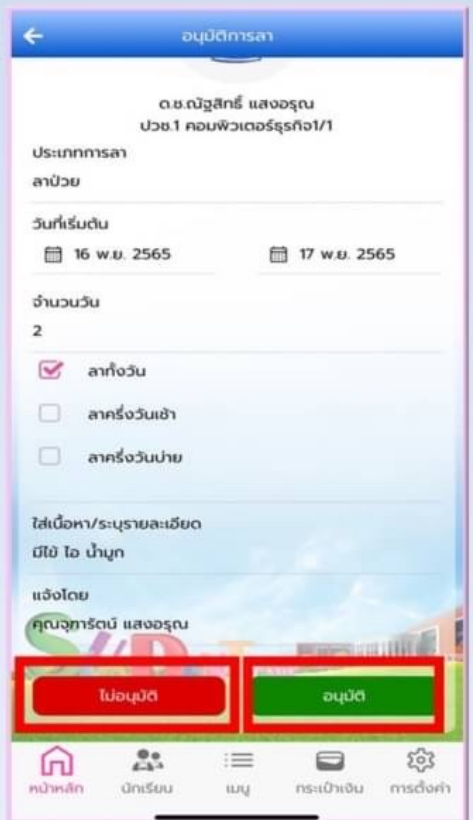 อนุมัติการลา
ด.ช.ณัฐสิทธิ์ แสงอรุณ
ปวช.1 คอมพิวเตอร์ธุรกิจ1/1
ประเภทการลา
ลาป่วย
วันที่เริ่มต้น
16 พ.ย. 2565 17 พ.ย. 2565
จำนวนวัน
2
ลาทั้งวัน
ลาครึ่งวันเช้า
ลาครึ่งวันบ่าย
ใส่เนื้อหา/ระบุรายละเอียด
มีไข้ ไอ น้ำมูก
แจ้งโดย
คุณจุฑารัตน์ แสงอรุณ
ไม่อนุมัติ อนุมัติ
หน้าหลัก นักเรียน เมนู กระเป๋าเงิน การตั้งค่า